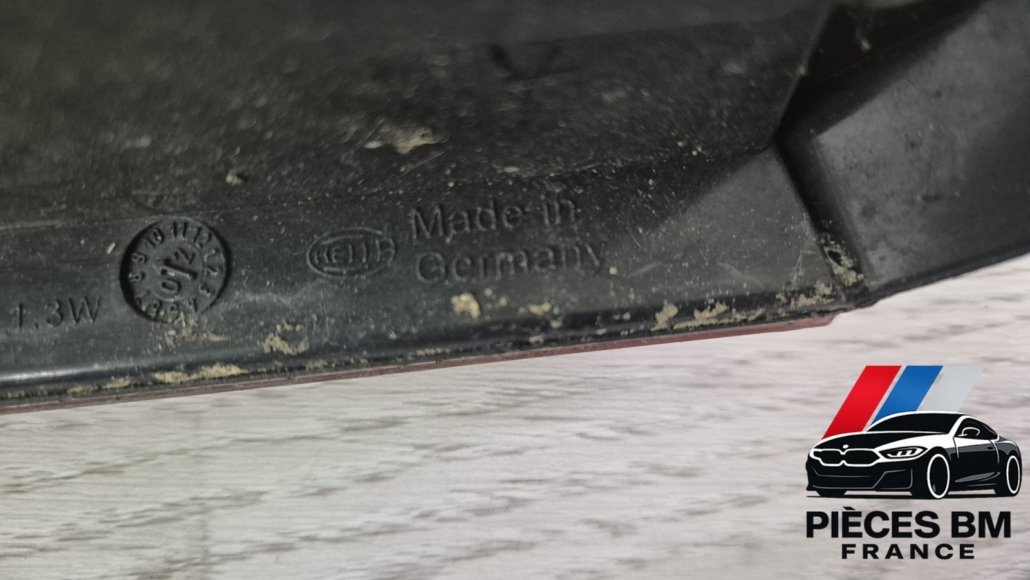 Made in
Germany
HELLA
1.3W
PIÈCES BM
FRANCE